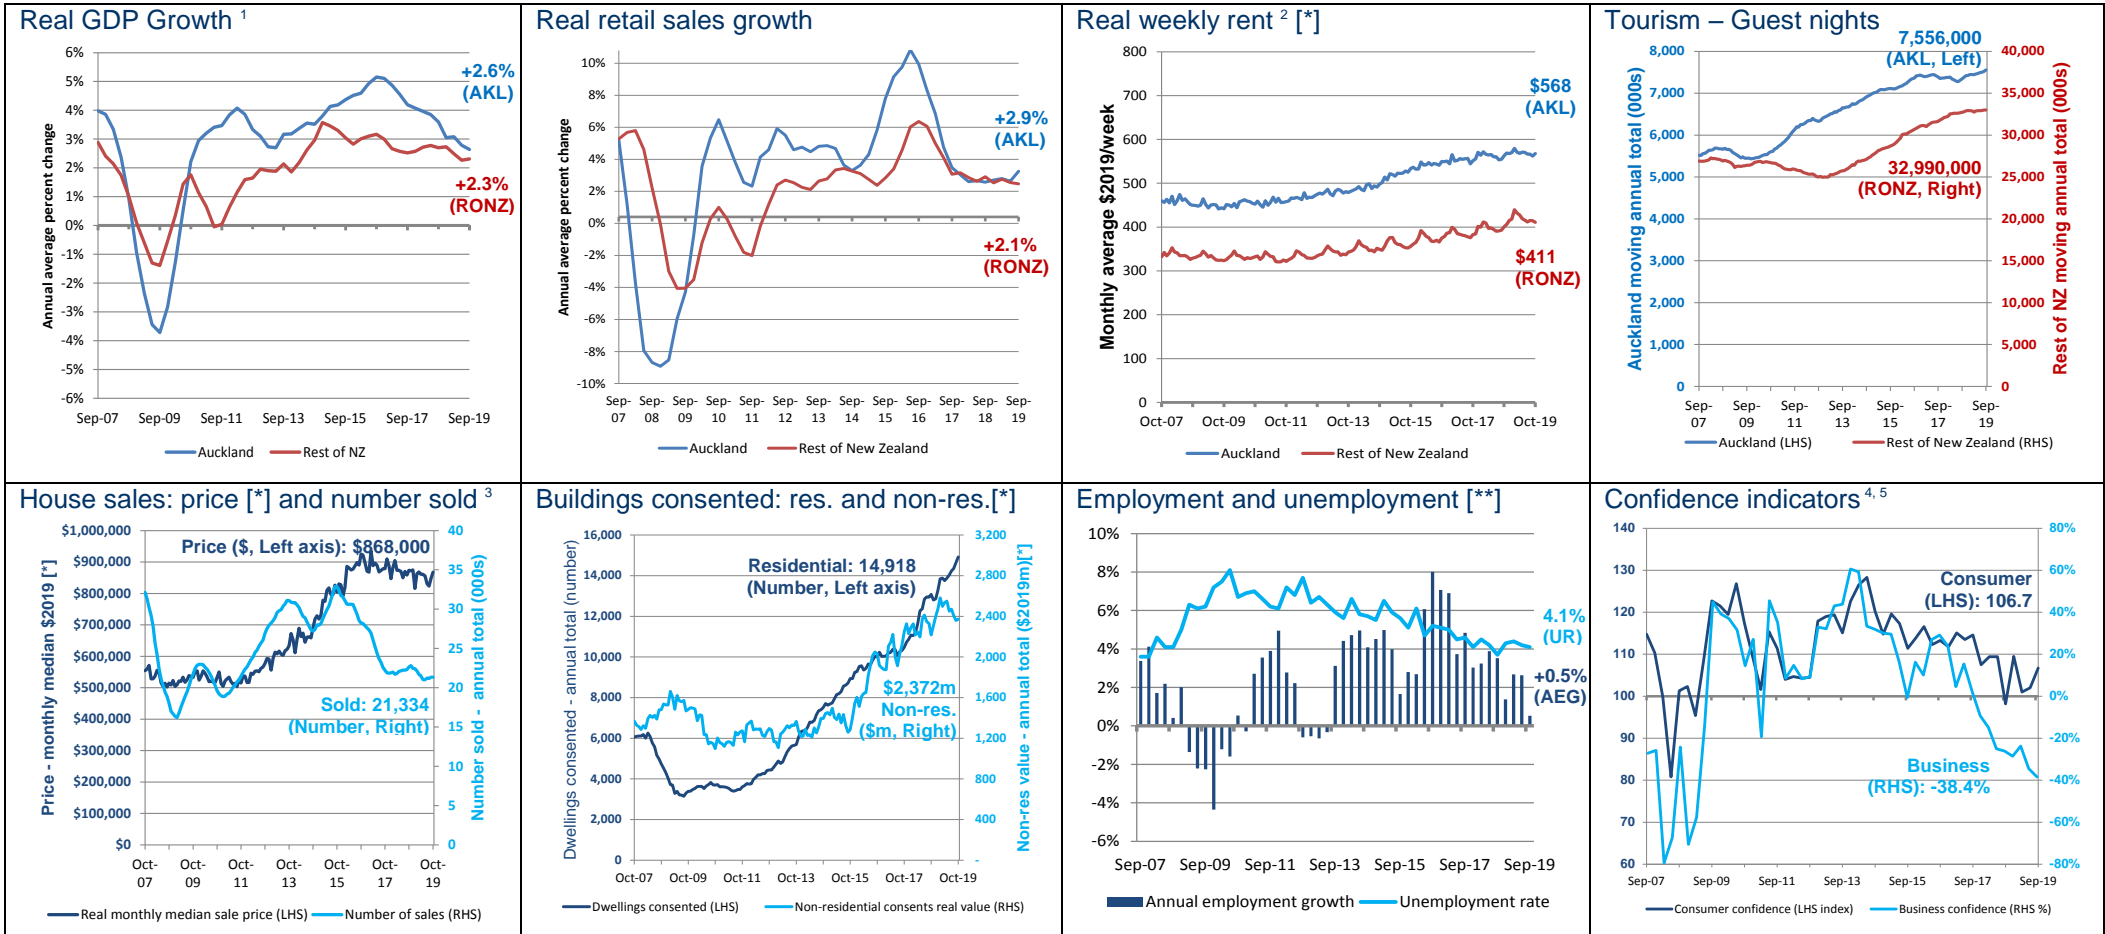 Real GDP Growth 1
6%
5%
4%
3%
2%
1%
0%
-1%
-2%
-3%
-4%
-5%
-6%
Annual average percent change
+2.6%
(AKL)
+2.3%
(RONZ)
Sep-07 Sep-09 Sep-11 Sep-13 Sep-15 Sep-17 Sep-19
Auckland Rest of NZ
Real retail sales growth
10%
8%
6%
4%
2%
0%
-2%
-4%
-6%
-8%
-10%
Annual average percent change
+2.9%
(AKL)
+2.1%
(RONZ)
Sep- Sep- Sep- Sep- Sep- Sep- Sep- Sep- Sep- Sep- Sep- Sep- Sep-
07 08 09 10 11 12 13 14 15 16 17 18 19
Auckland Rest of New Zealand
Real weekly rent 2 [*]
800
700
600
500
400
300
200
100
0
Monthly average $2019/week
$568
(AKL)
$411
(RONZ)
Oct-07 Oct-09 Oct-11 Oct-13 Oct-15 Oct-17 Oct-19
Auckland Rest of New Zealand
Tourism – Guest nights
8,000
7,000
6,000
5,000
4,000
3,000
2,000
1,000
0
Auckland moving annual total (000s)
7,556,000
(AKL, Left)
32,990,000
(RONZ, Right)
40,000
35,000
30,000
25,000
20,000
15,000
10,000
5,000
0
Rest of NZ moving annual total (000s)
Sep- Sep- Sep- Sep- Sep- Sep- Sep-
07 09 11 13 15 17 19
Auckland (LHS) Rest of New Zealand (RHS)
House sales: price [*] and number sold 3
$1,000,000
$900,000
$800,000
$700,000
$600,000
$500,000
$400,000
$300,000
$200,000
$100,000
$0
Price - monthly median $2019 [*]
Price ($, Left axis): $868,000
Sold: 21,334
(Number, Right)
40
35
30
25
20
15
10
5
0
Number sold - annual total (000s)
Oct- Oct- Oct- Oct- Oct- Oct- Oct-
07 09 11 13 15 17 19
Real monthly median sale price (LHS) Number of sales (RHS)
Buildings consented: res. and non-res.[*]
16,000
14,000
12,000
10,000
8,000
6,000
4,000
2,000
0
Dwellings consented - annual total (number)
Residential: 14,918
(Number, Left axis)
$2,372m
Non-res.
($m, Right)
3,200
2,800
2,400
2,000
1,600
1,200
800
400
-
Non-res value - annual total ($2019m)[*]
Oct-07 Oct-09 Oct-11 Oct-13 Oct-15 Oct-17 Oct-19
Dwellings consented (LHS) Non-residential consents real value (RHS)
Employment and unemployment [**]
10%
8%
6%
4%
2%
0%
-2%
-4%
-6%
4.1%
(UR)
+0.5%
(AEG)
Sep-07 Sep-09 Sep-11 Sep-13 Sep-15 Sep-17 Sep-19
Annual employment growth Unemployment rate
Confidence indicators 4, 5
140
130
120
110
100
90
80
70
60
Consumer
(LHS): 106.7
Business
(RHS): -38.4%
80%
60%
40%
20%
0%
-20%
-40%
-60%
-80%
Sep-07 Sep-09 Sep-11 Sep-13 Sep-15 Sep-17 Sep-19
Consumer confidence (LHS index) Business confidence (RHS %)